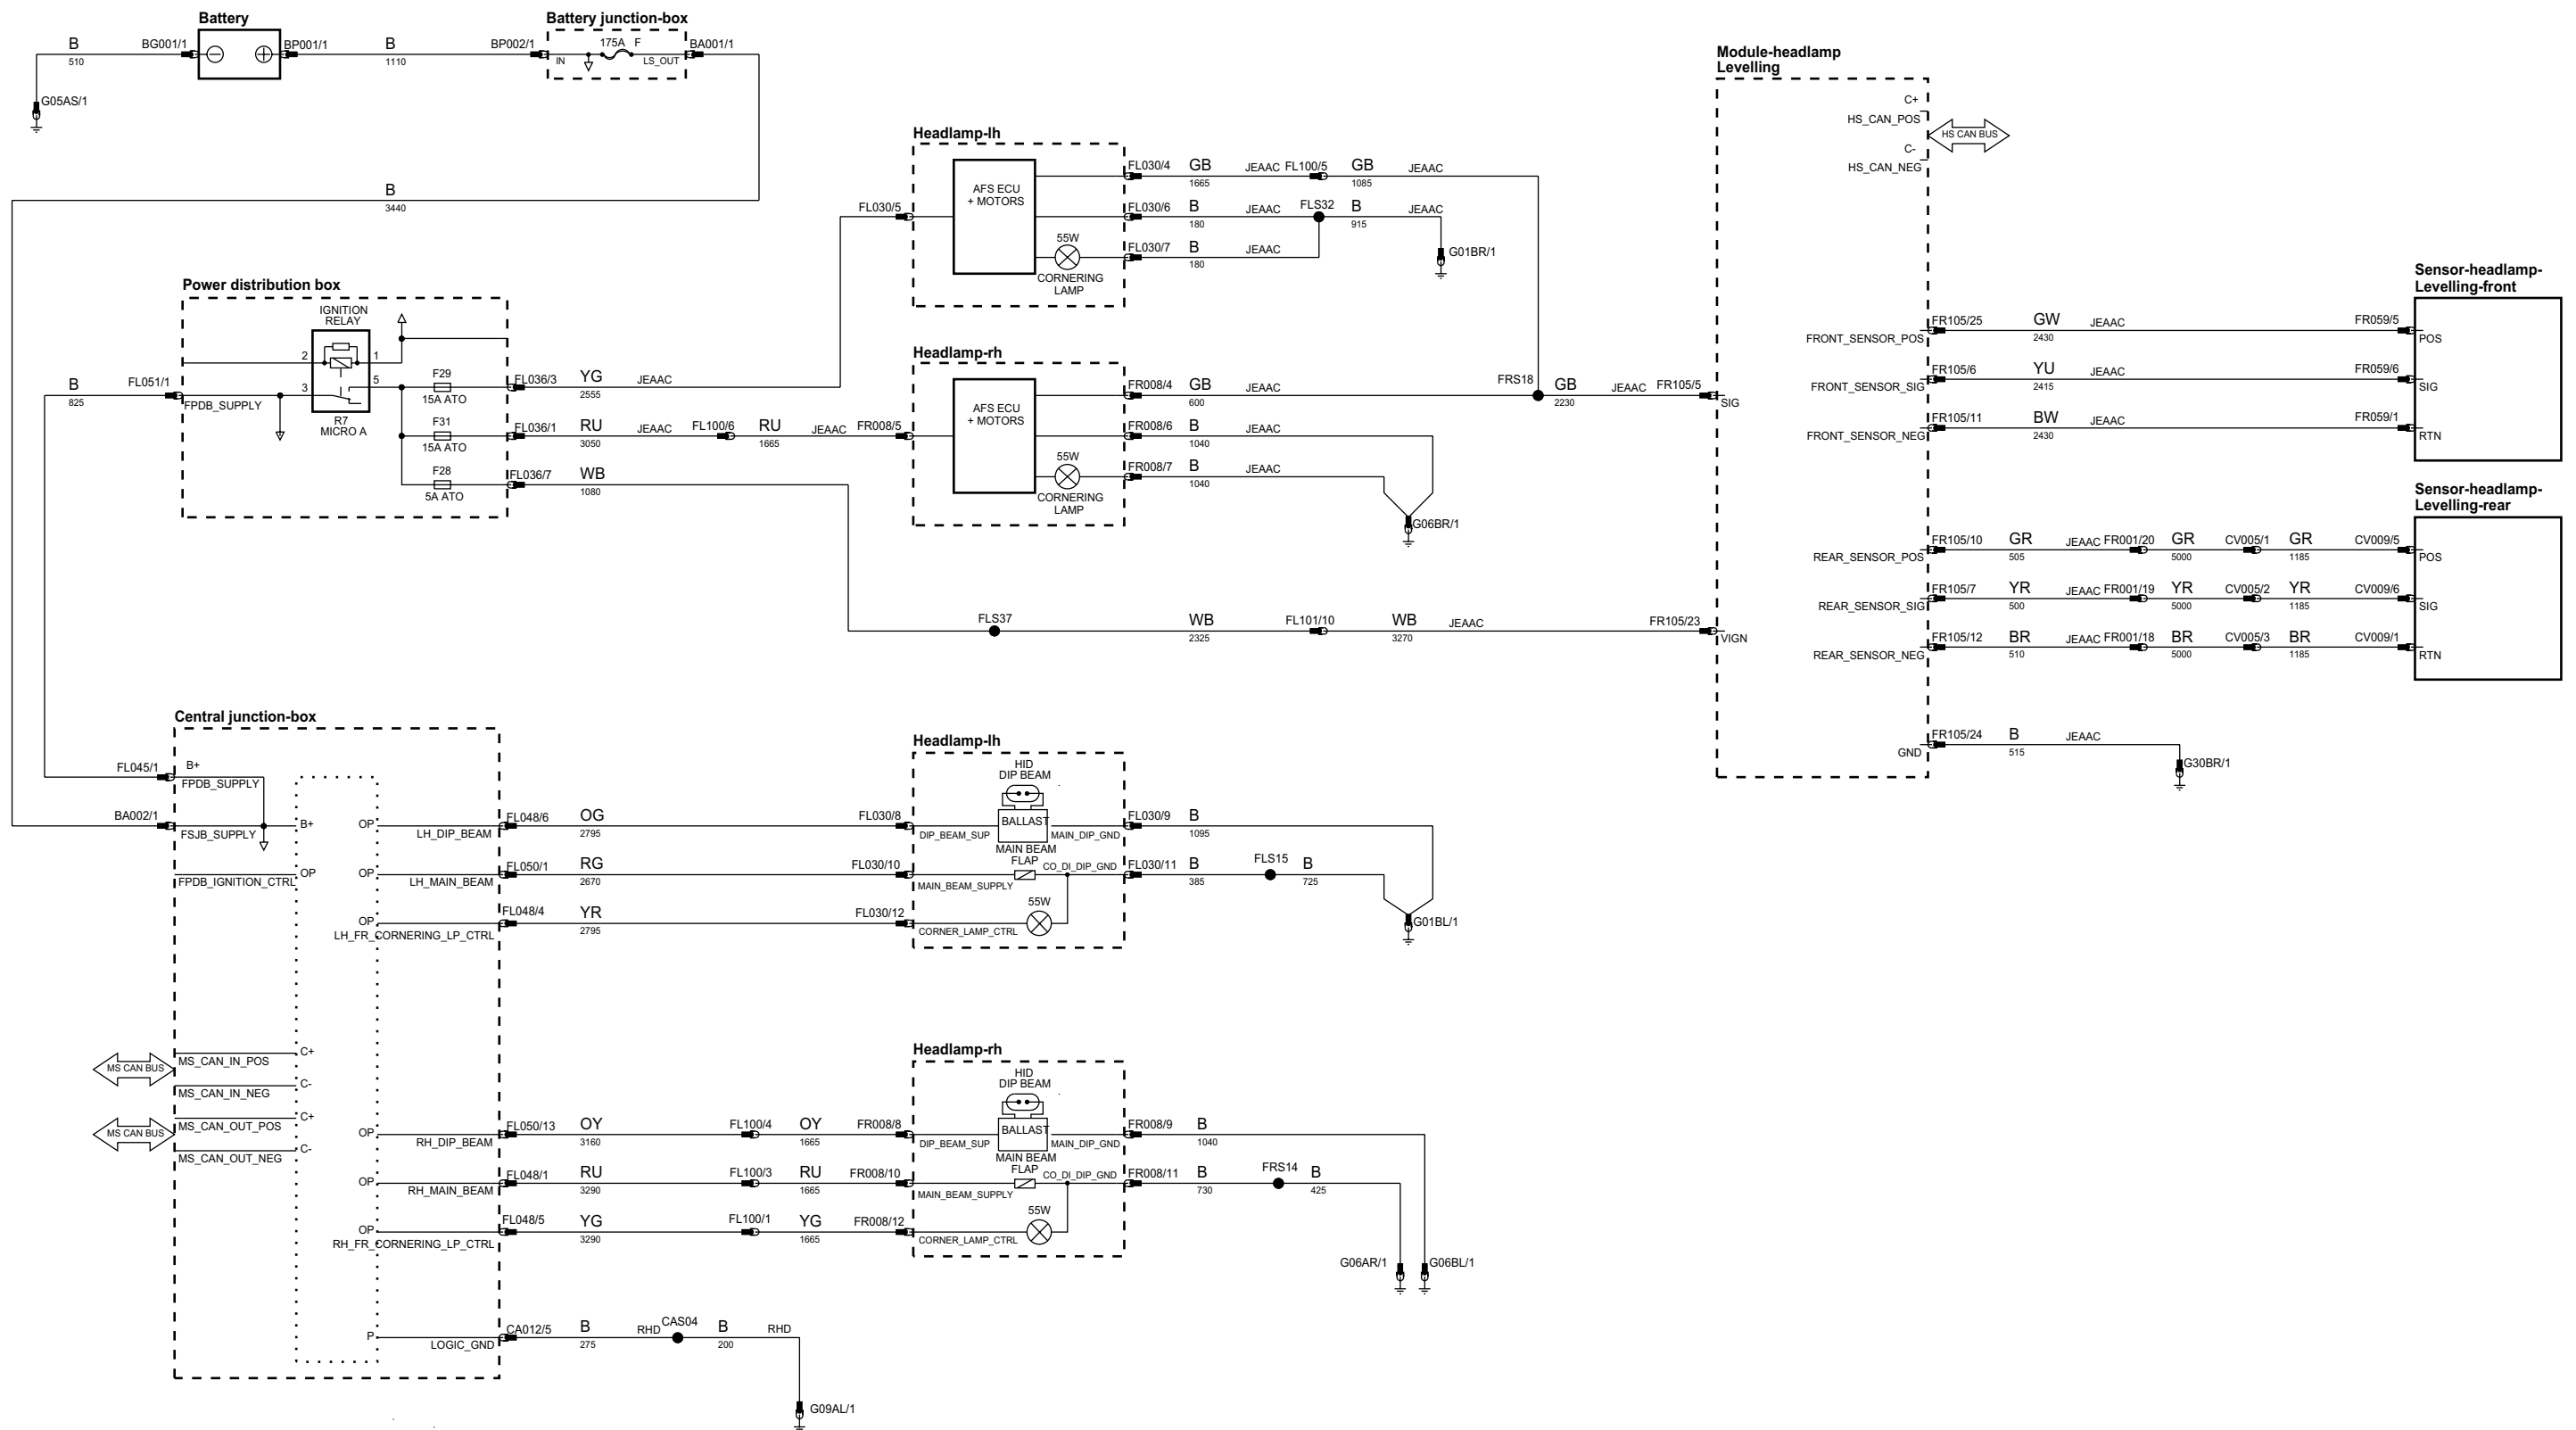 Battery
B
510
BG001/1
BP001/1
B
1110
G05AS/1
Battery junction-box
BP002/1
175A F
IN
LS_OUT
BA001/1
B
3440
Power distribution box
IGNITION
RELAY
2
1
3
5
R7
MICRO A
B
825
FL051/1
FPDB_SUPPLY
F29
15A ATO
F31
15A ATO
F28
5A ATO
FL036/3
YG
2555
JEAAC
FL036/1
RU
3050
JEAAC
FL100/6
RU
1665
JEAAC
FR008/5
FL036/7
WB
1080
Headlamp-lh
FL030/5
AFS ECU
+ MOTORS
55W
CORNERING
LAMP
FL030/4
GB
1665
JEAAC
FL100/5
GB
1085
JEAAC
FL030/6
B
180
JEAAC
FLS32
B
915
JEAAC
FL030/7
B
180
JEAAC
G01BR/1
Headlamp-rh
AFS ECU
+ MOTORS
55W
CORNERING
LAMP
FR008/4
GB
600
JEAAC
FRS18
GB
2230
JEAAC
FR105/5
FR008/6
B
1040
JEAAC
FR008/7
B
1040
JEAAC
G06BR/1
FLS37
WB
2325
FL101/10
WB
3270
JEAAC
FR105/23
Module-headlamp
Levelling
C+
HS_CAN_POS
HS CAN BUS
C-
HS_CAN_NEG
SIG
VIGN
FRONT_SENSOR_POS
FRONT_SENSOR_SIG
FRONT_SENSOR_NEG
REAR_SENSOR_POS
REAR_SENSOR_SIG
REAR_SENSOR_NEG
GND
FR105/25
GW
2430
JEAAC
FR059/5
FR105/6
YU
2415
JEAAC
FR059/6
FR105/11
BW
2430
JEAAC
FR059/1
Sensor-headlamp-
Levelling-front
POS
SIG
RTN
FR105/10
GR
505
JEAAC
FR001/20
GR
5000
CV005/1
GR
1185
CV009/5
FR105/7
YR
500
JEAAC
FR001/19
YR
5000
CV005/2
YR
1185
CV009/6
FR105/12
BR
510
JEAAC
FR001/18
BR
5000
CV005/3
BR
1185
CV009/1
Sensor-headlamp-
Levelling-rear
POS
SIG
RTN
FR105/24
B
515
JEAAC
G30BR/1
Central junction-box
FL045/1
B+
FPDB_SUPPLY
BA002/1
FSJB_SUPPLY
B+
FPDB_IGNITION_CTRL
OP
OP
LH_DIP_BEAM
OP
LH_MAIN_BEAM
OP
LH_FR_CORNERING_LP_CTRL
MS CAN BUS
MS_CAN_IN_POS
C+
MS_CAN_IN_NEG
C-
MS CAN BUS
MS_CAN_OUT_POS
C+
MS_CAN_OUT_NEG
C-
OP
RH_DIP_BEAM
OP
RH_MAIN_BEAM
OP
RH_FR_CORNERING_LP_CTRL
P
LOGIC_GND
FL048/6
OG
2795
FL030/8
FL050/1
RG
2670
FL030/10
FL048/4
YR
2795
FL030/12
Headlamp-lh
HID
DIP BEAM
BALLAST
DIP_BEAM_SUP
MAIN_DIP_GND
MAIN BEAM
FLAP
CO_DI_DIP_GND
MAIN_BEAM_SUPPLY
55W
CORNER_LAMP_CTRL
FL030/9
B
1095
FL030/11
B
385
FLS15
B
725
G01BL/1
FL050/13
OY
3160
FL100/4
OY
1665
FR008/8
FL048/1
RU
3290
FL100/3
RU
1665
FR008/10
FL048/5
YG
3290
FL100/1
YG
1665
FR008/12
Headlamp-rh
HID
DIP BEAM
BALLAST
DIP_BEAM_SUP
MAIN_DIP_GND
MAIN BEAM
FLAP
CO_DI_DIP_GND
MAIN_BEAM_SUPPLY
55W
CORNER_LAMP_CTRL
FR008/9
B
1040
FR008/11
B
730
FRS14
B
425
G06AR/1
G06BL/1
CA012/5
B
275
RHD
CAS04
B
200
RHD
G09AL/1